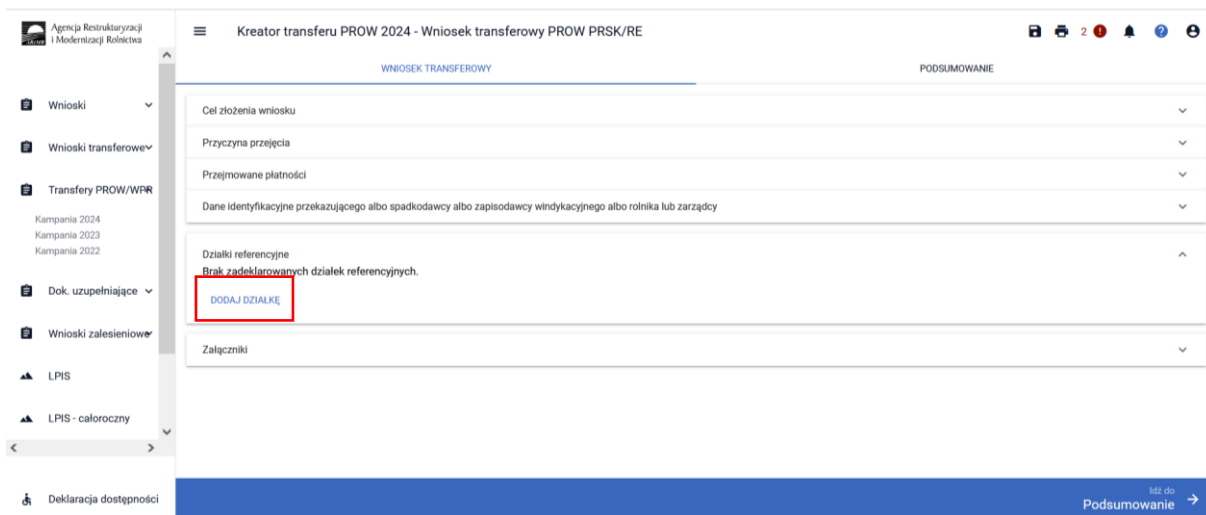 Agencja Restrukturyzacji
i Modernizacji Rolnictwa
Kreator transferu PROW 2024 - Wniosek transferowy PROW PRSK/RE
2
WNIOSEK TRANSFEROWY
PODSUMOWANIE
Wnioski
Wnioski transferowe
Transfery PROW/WPR
Kampania 2024
Kampania 2023
Kampania 2022
Dok. uzupełniające
Wnioski zalesieniowe
LPIS
LPIS - całoroczny
Deklaracja dostępności
Cel złożenia wniosku
Przyczyna przejęcia
Przejmowane płatności
Dane identyfikacyjne przekazującego albo spadkodawcy albo zapisodawcy windykacyjnego albo rolnika lub zarządcy
Działki referencyjne
Brak zadeklarowanych działek referencyjnych.
DODAJ DZIAŁKĘ
Załączniki
Idź do
Podsumowanie